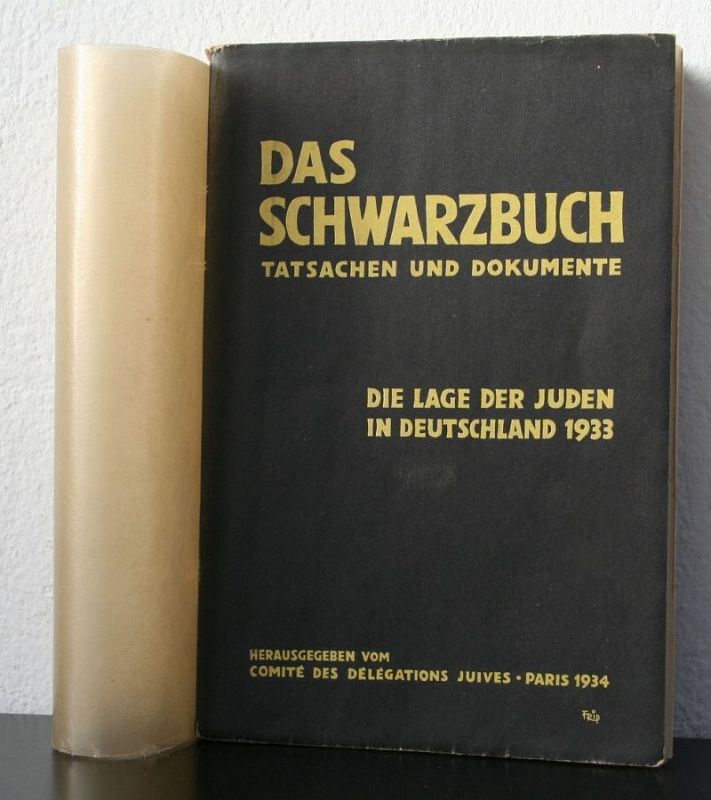 DAS
SCHWARZBUCH
TATSACHEN UND DOKUMENTE
DIE LAGE DER JUDEN
IN DEUTSCHLAND 1933
HERAUSGEGEBEN VOM
COMITÉ DES DÉLÉGATIONS JUIVES • PARIS 1934
FRIP